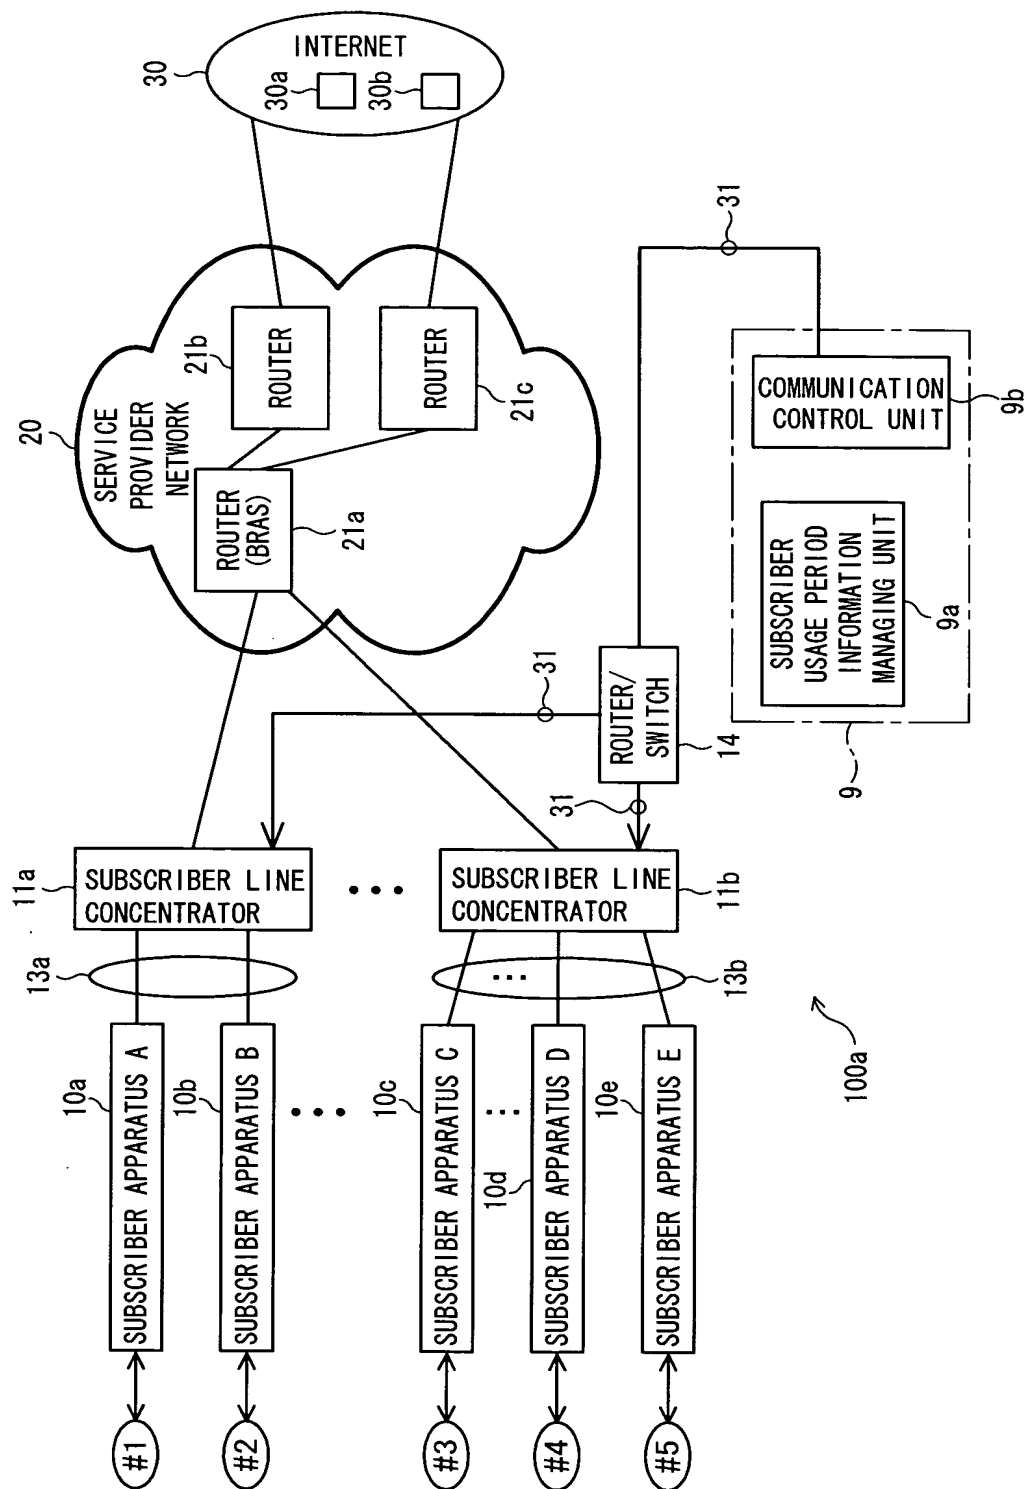 #1
#2
#3
#4
#5
10a
SUBSCRIBER APPARATUS A
10b
SUBSCRIBER APPARATUS B
10c
SUBSCRIBER APPARATUS C
10d
SUBSCRIBER APPARATUS D
10e
SUBSCRIBER APPARATUS E
13a
13b
11a
SUBSCRIBER LINE
CONCENTRATOR
11b
SUBSCRIBER LINE
CONCENTRATOR
31
31
31
ROUTER/
SWITCH
14
20
SERVICE
PROVIDER
NETWORK
ROUTER
(BRAS)
21a
21b
ROUTER
ROUTER
21c
30
INTERNET
30a
30b
9
SUBSCRIBER
USAGE PERIOD
INFORMATION
MANAGING UNIT
9a
COMMUNICATION
CONTROL UNIT
9b
100a